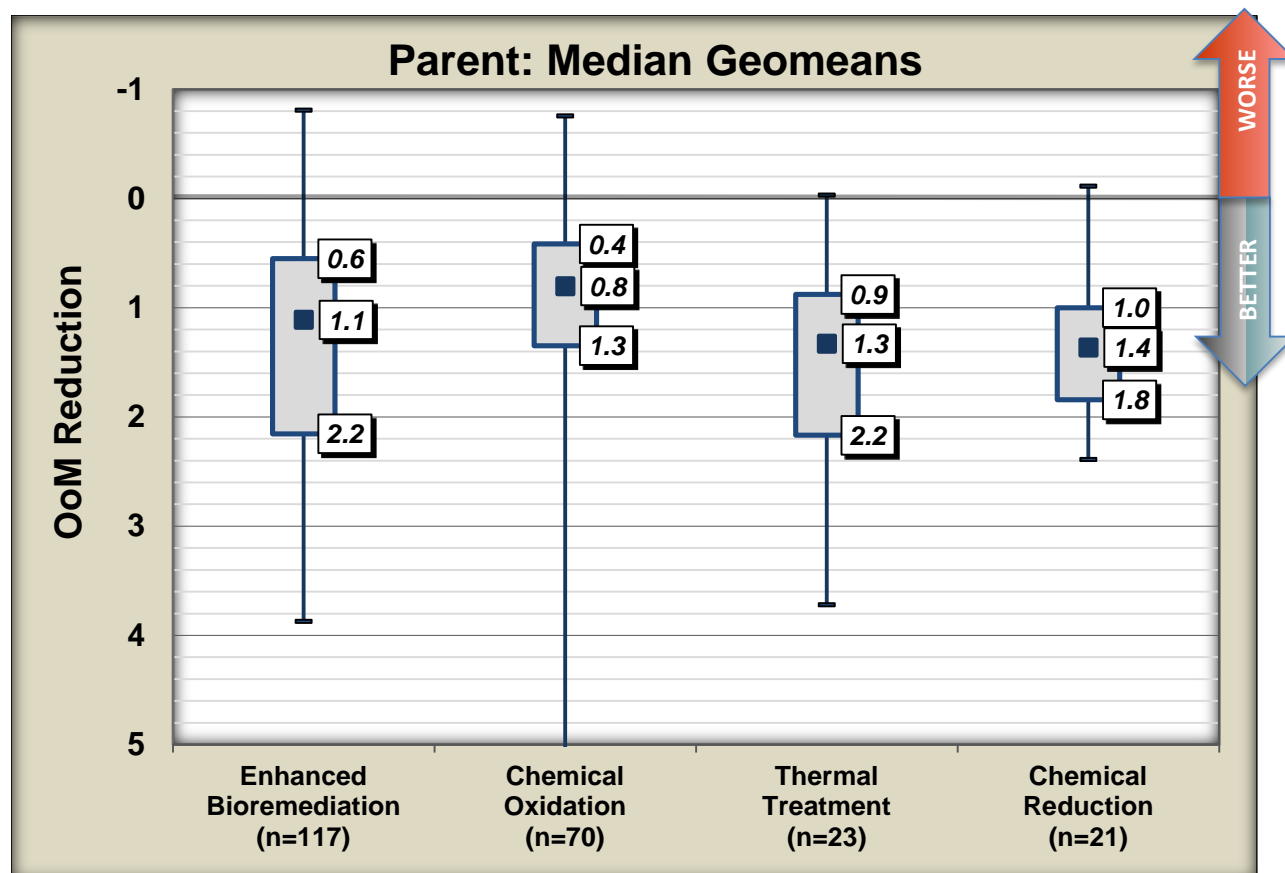 Parent: Median Geomeans
WORSE
BETTER
OoM Reduction
-1
0
1
2
3
4
5
0.6
1.1
2.2
0.4
0.8
1.3
0.9
1.3
2.2
1.0
1.4
1.8
Enhanced
Bioremediation
(n=117)
Chemical
Oxidation
(n=70)
Thermal
Treatment
(n=23)
Chemical
Reduction
(n=21)